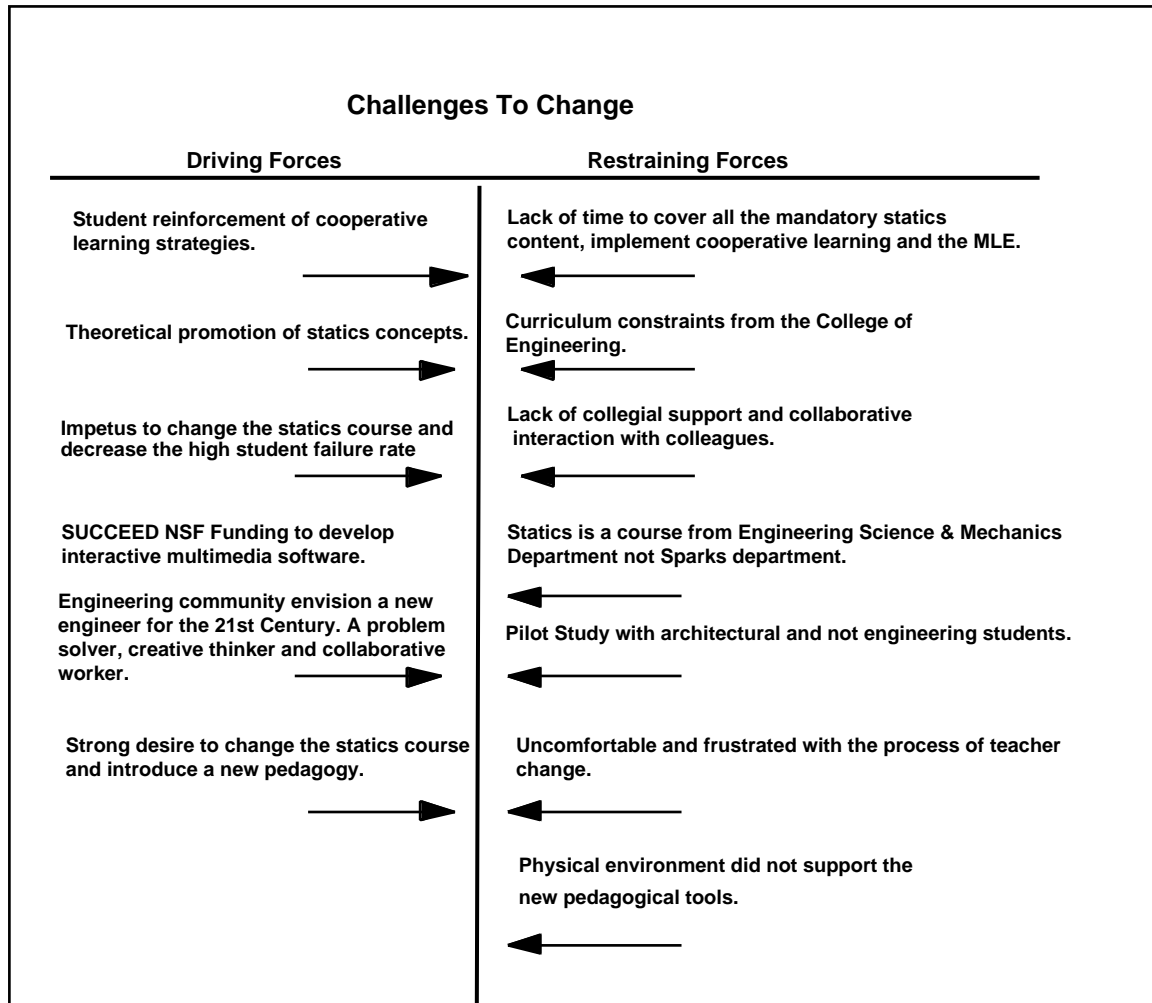 Challenges To Change
Driving Forces
Restraining Forces
Student reinforcement of cooperative
learning strategies.
Theoretical promotion of statics concepts.
Impetus to change the statics course and
decrease the high student failure rate
SUCCEED NSF Funding to develop
interactive multimedia software.
Engineering community envision a new
engineer for the 21st Century. A problem
solver, creative thinker and collaborative
worker.
Strong desire to change the statics course
and introduce a new pedagogy.
Lack of time to cover all the mandatory statics
content, implement cooperative learning and the MLE.
Curriculum constraints from the College of
Engineering.
Lack of collegial support and collaborative
interaction with colleagues.
Statics is a course from Engineering Science & Mechanics
Department not Sparks department.
Pilot Study with architectural and not engineering students.
Uncomfortable and frustrated with the process of teacher
change.
Physical environment did not support the
new pedagogical tools.